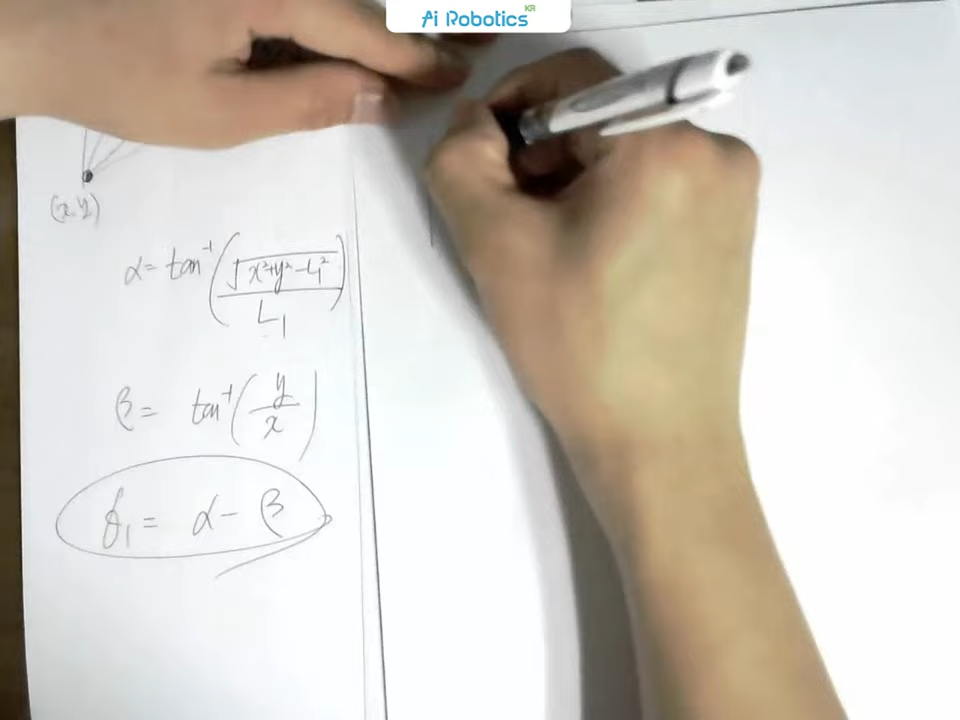 Ai Robotics KR
(x, y)
α = tan⁻¹(√(x²+y²-L₁²) / L₁)
β = tan⁻¹(y/x)
θ₁ = α - β